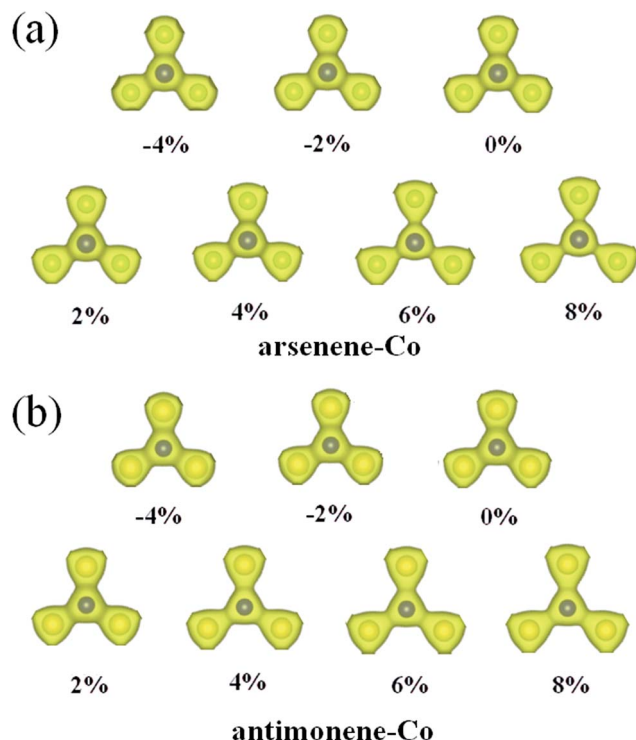 (a)
-4% -2% 0%
2% 4% 6% 8%
arsenene-Co
(b)
-4% -2% 0%
2% 4% 6% 8%
antimonene-Co